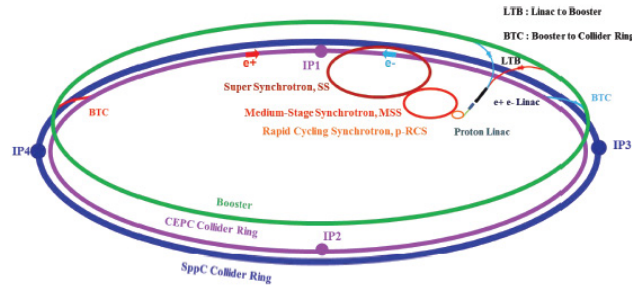 LTB : Linac to Booster
BTC : Booster to Collider Ring
e+
IP1
e-
LTB
Super Synchrotron, SS
e+ e- Linac
BTC
BTC
Medium-Stage Synchrotron, MSS
Rapid Cycling Synchrotron, p-RCS
Proton Linac
IP4
IP3
Booster
CEPC Collider Ring
IP2
SppC Collider Ring